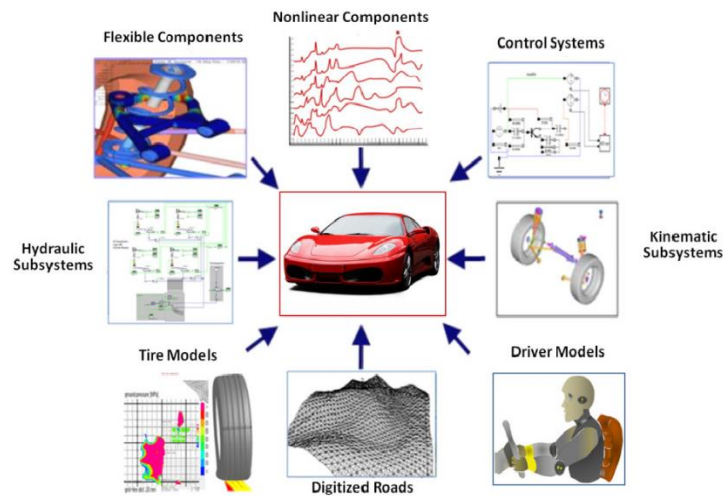 Nonlinear Components
Flexible Components
Control Systems
Hydraulic
Subsystems
Kinematic
Subsystems
Tire Models
Driver Models
Digitized Roads